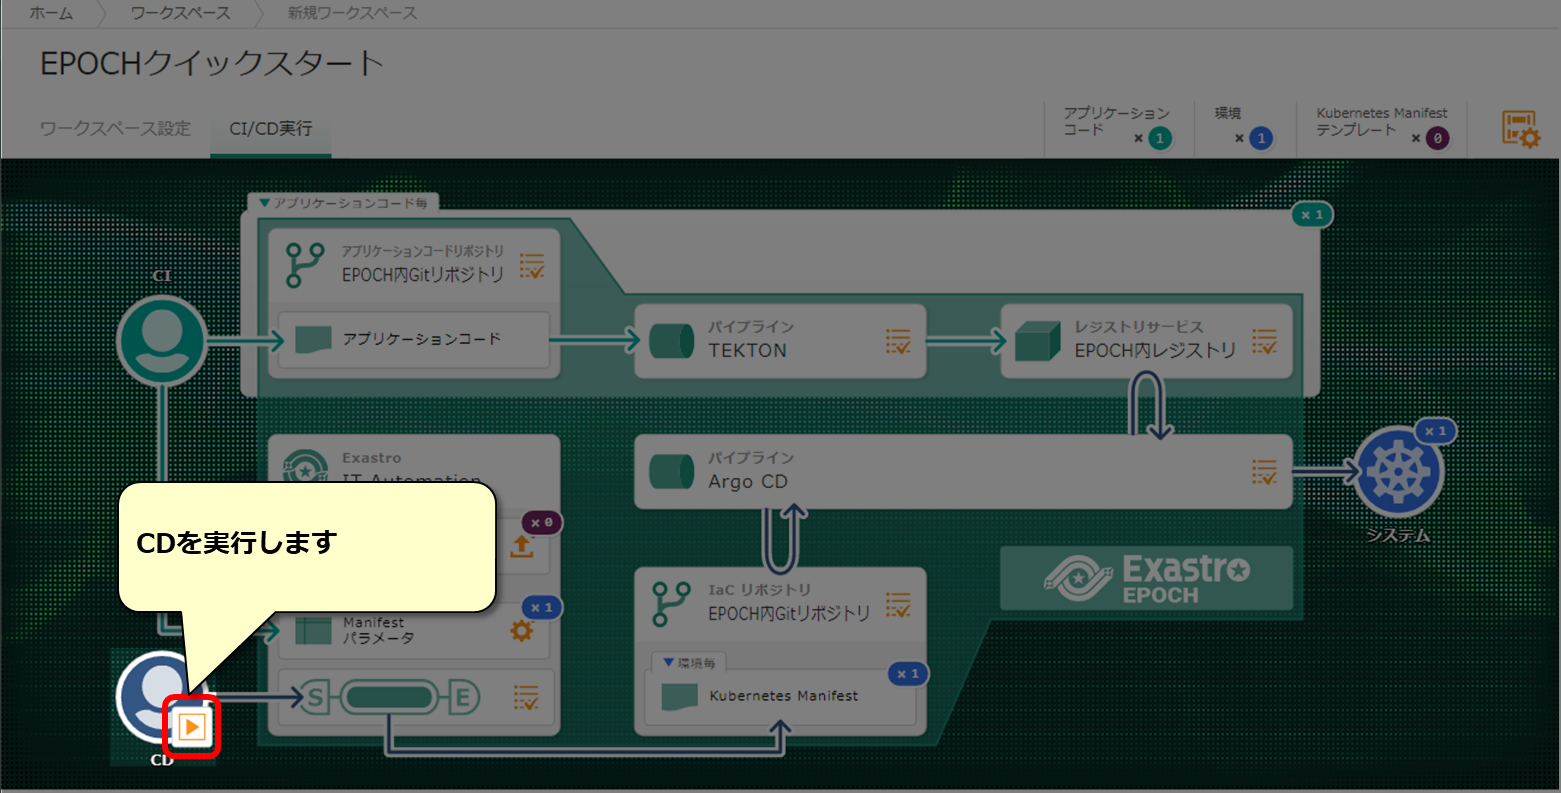 ホーム
ワークスペース
新規ワークスペース
EPOCHクイックスタート
ワークスペース設定
CI/CD実行
アプリケーション
コード
× 1
環境
× 1
Kubernetes Manifest
テンプレート
× 0
▼アプリケーションコード毎
× 1
アプリケーションコードリポジトリ
EPOCH内Gitリポジトリ
CI
アプリケーションコード
パイプライン
TEKTON
レジストリサービス
EPOCH内レジストリ
Exastro
IT Automation
パイプライン
Argo CD
× 1
システム
CDを実行します
× 0
Exastro
EPOCH
IaC リポジトリ
EPOCH内Gitリポジトリ
× 1
Manifest
パラメータ
▼環境毎
× 1
Kubernetes Manifest
S
E
CD